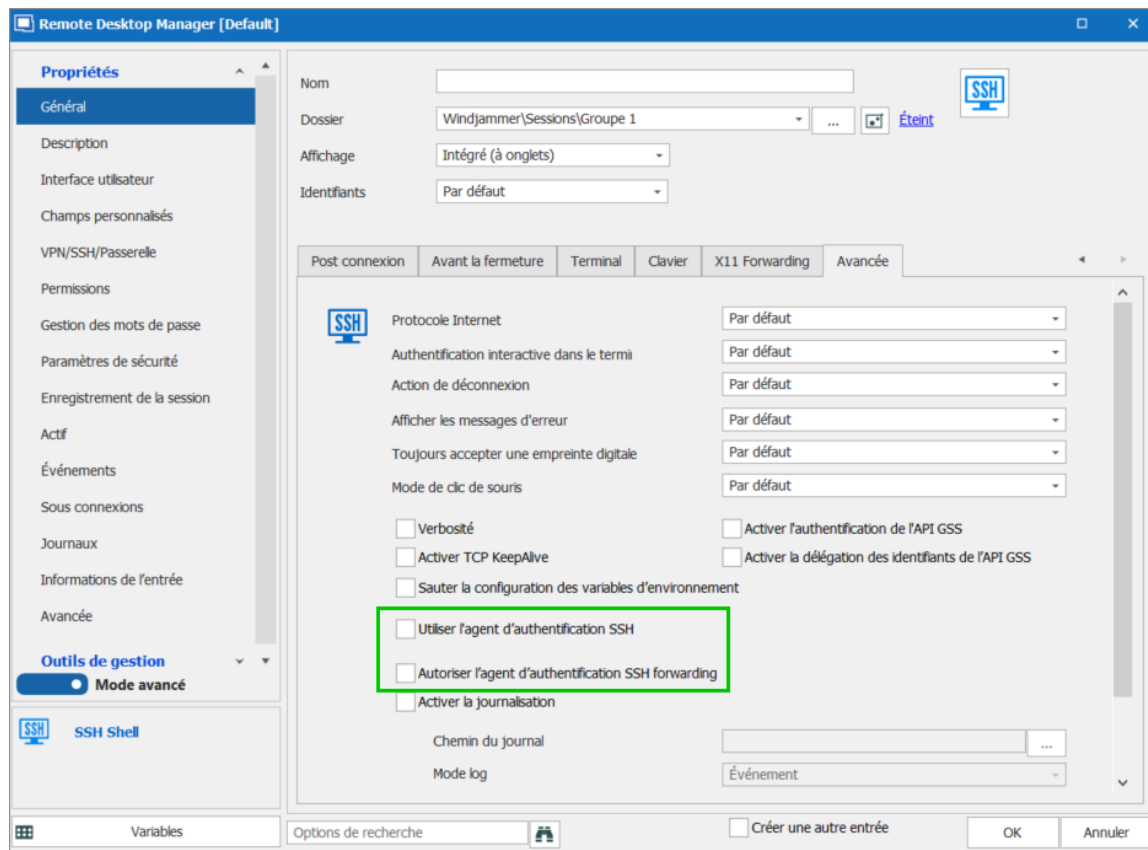 Remote Desktop Manager [Default]
Propriétés
Général
Description
Interface utilisateur
Champs personnalisés
VPN/SSH/Passerelle
Permissions
Gestion des mots de passe
Paramètres de sécurité
Enregistrement de la session
Actif
Événements
Sous connexions
Journaux
Informations de l'entrée
Avancée
Outils de gestion
Mode avancé
SSH SSH Shell
Variables
Nom
SSH
Dossier Windjammer\Sessions\Groupe 1 ... Éteint
Affichage Intégré (à onglets)
Identifiants Par défaut
Post connexion Avant la fermeture Terminal Clavier X11 Forwarding Avancée
SSH Protocole Internet Par défaut
Authentification interactive dans le termi Par défaut
Action de déconnexion Par défaut
Afficher les messages d'erreur Par défaut
Toujours accepter une empreinte digitale Par défaut
Mode de clic de souris Par défaut
Verbosité Activer l'authentification de l'API GSS
Activer TCP KeepAlive Activer la délégation des identifiants de l'API GSS
Sauter la configuration des variables d'environnement
Utiliser l'agent d'authentification SSH
Autoriser l'agent d'authentification SSH forwarding
Activer la journalisation
Chemin du journal ...
Mode log Événement
Options de recherche Créer une autre entrée OK Annuler